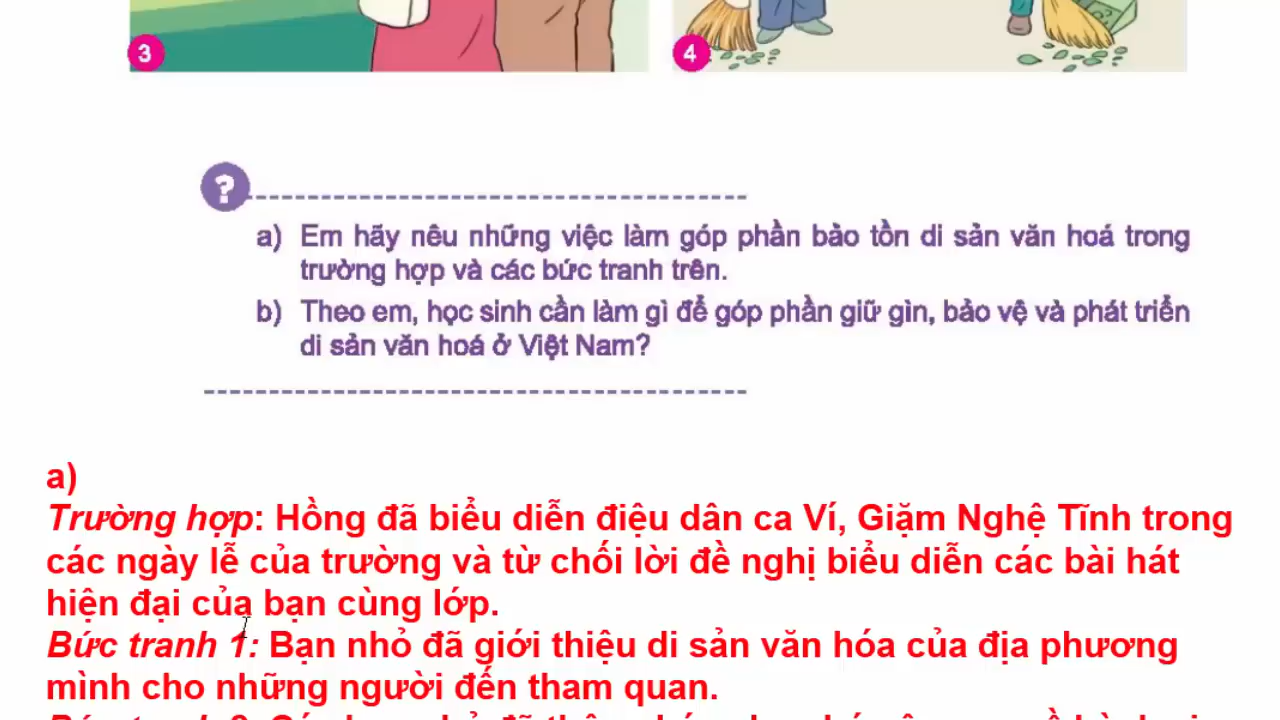 3
4
?
a) Em hãy nêu những việc làm góp phần bảo tồn di sản văn hoá trong
trường hợp và các bức tranh trên.
b) Theo em, học sinh cần làm gì để góp phần giữ gìn, bảo vệ và phát triển
di sản văn hoá ở Việt Nam?
a)
Trường hợp: Hồng đã biểu diễn điệu dân ca Ví, Giặm Nghệ Tĩnh trong
các ngày lễ của trường và từ chối lời đề nghị biểu diễn các bài hát
hiện đại của bạn cùng lớp.
Bức tranh 1: Bạn nhỏ đã giới thiệu di sản văn hóa của địa phương
mình cho những người đến tham quan.